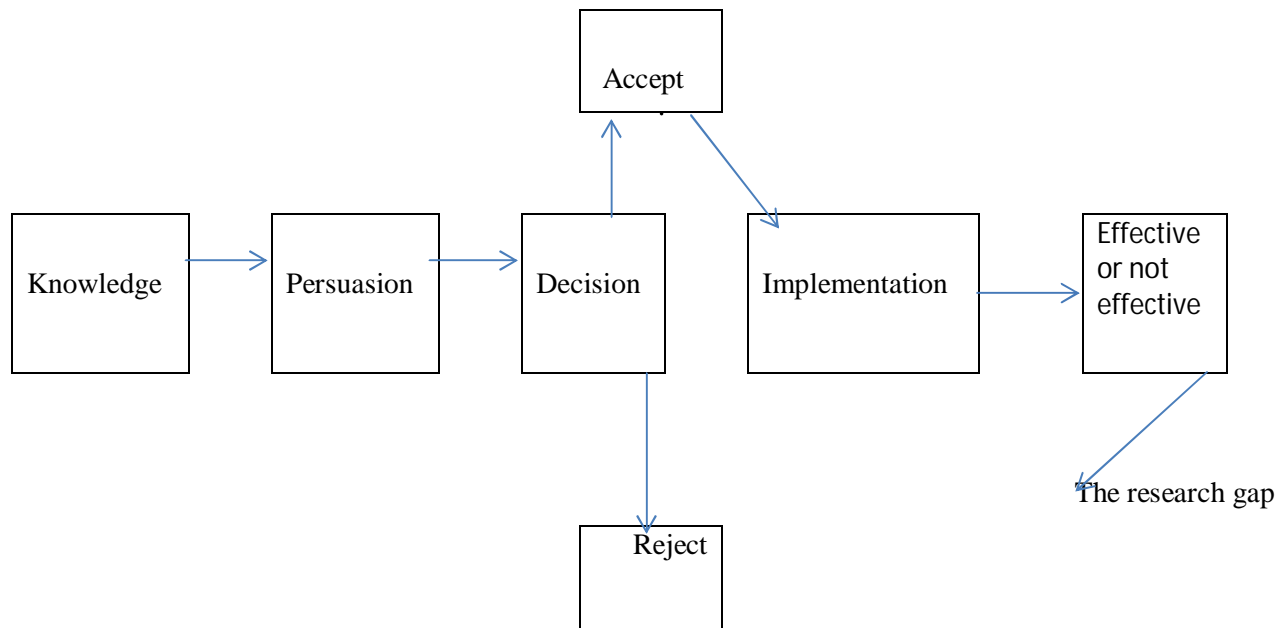 Accept
Knowledge
Persuasion
Decision
Implementation
Effective
or not
effective
The research gap
Reject